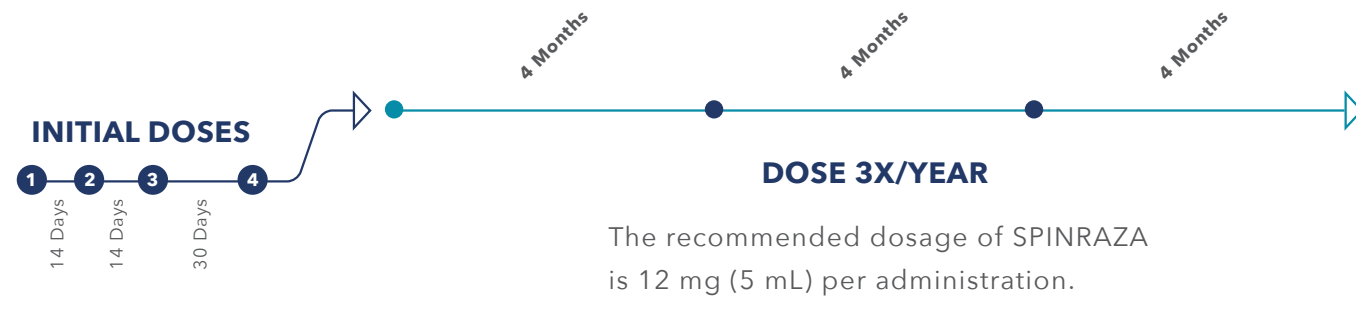 4 Months
4 Months
4 Months
INITIAL DOSES
1 2 3 4
14 Days
14 Days
30 Days
DOSE 3X/YEAR
The recommended dosage of SPINRAZA
is 12 mg (5 mL) per administration.